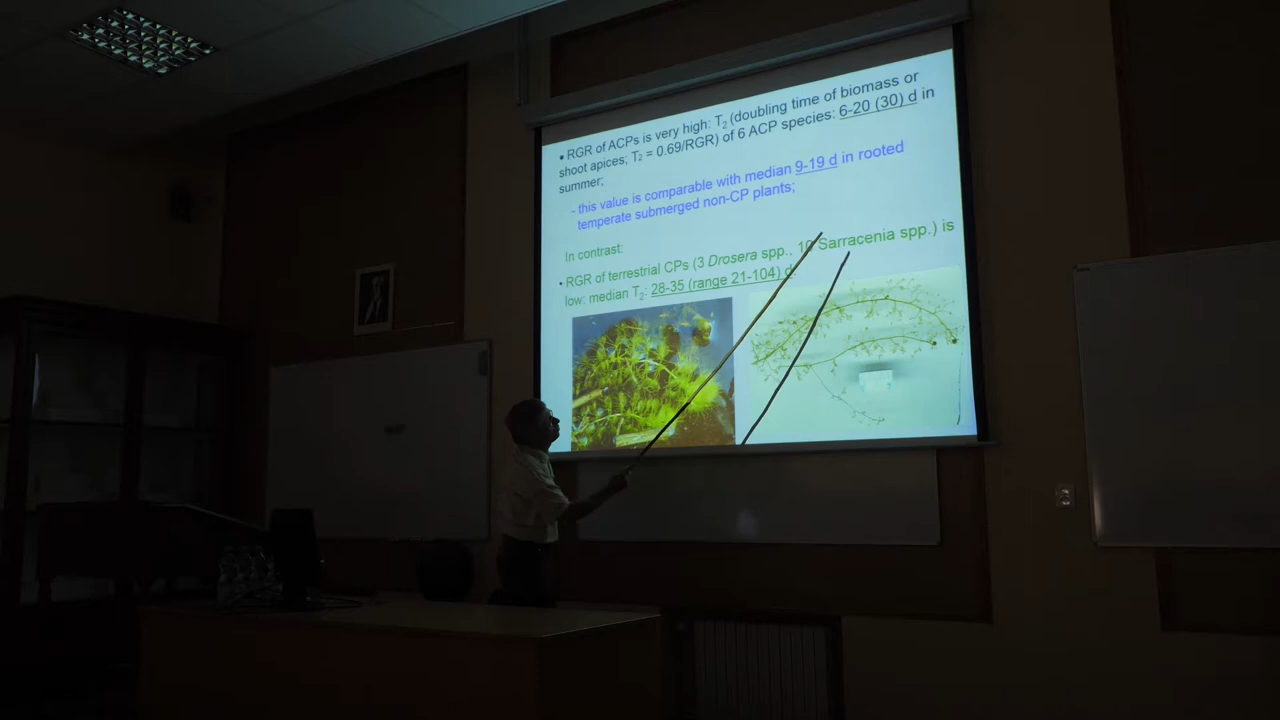 • RGR of ACPs is very high: T2 (doubling time of biomass or
shoot apices; T2 = 0.69/RGR) of 6 ACP species: 6-20 (30) d in
summer;
- this value is comparable with median 9-19 d in rooted
temperate submerged non-CP plants;
In contrast:
• RGR of terrestrial CPs (3 Drosera spp., 10 Sarracenia spp.) is
low: median T2: 28-35 (range 21-104) d